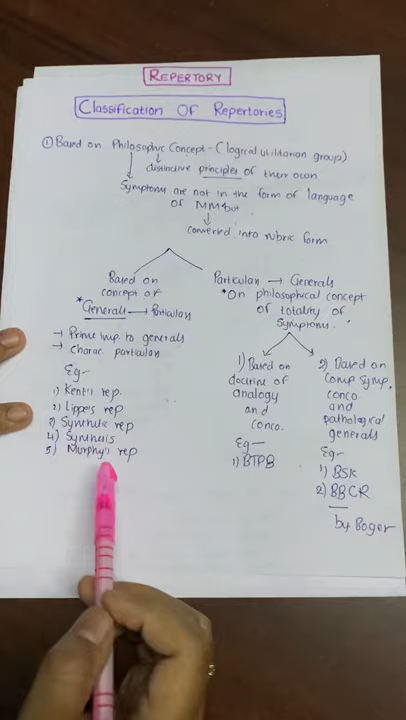 REPERTORY
Classification Of Repertories
① Based on Philosophic Concept - (logical utilitarian group)
distinctive principles of their own
Symptoms are not in the form of language
of MM but
converted into rubric form
Based on
concept of
*Generals → Particulars
→ Prime imp. to generals
→ Charac. particulars
Eg-
1) Kent's rep.
2) Lippe's rep
3) Synthetic rep
4) Synthesis
5) Murphy's rep
Particulars → Generals
*On philosophical concept
of totality of
Symptoms.
1) Based on
doctrine of
analogy
and
conco.
Eg-
1) BTPB
2) Based on
Comp Symp.
conco.
and
pathological
generals
Eg-
1) BSK
2) BBCR
by Boger